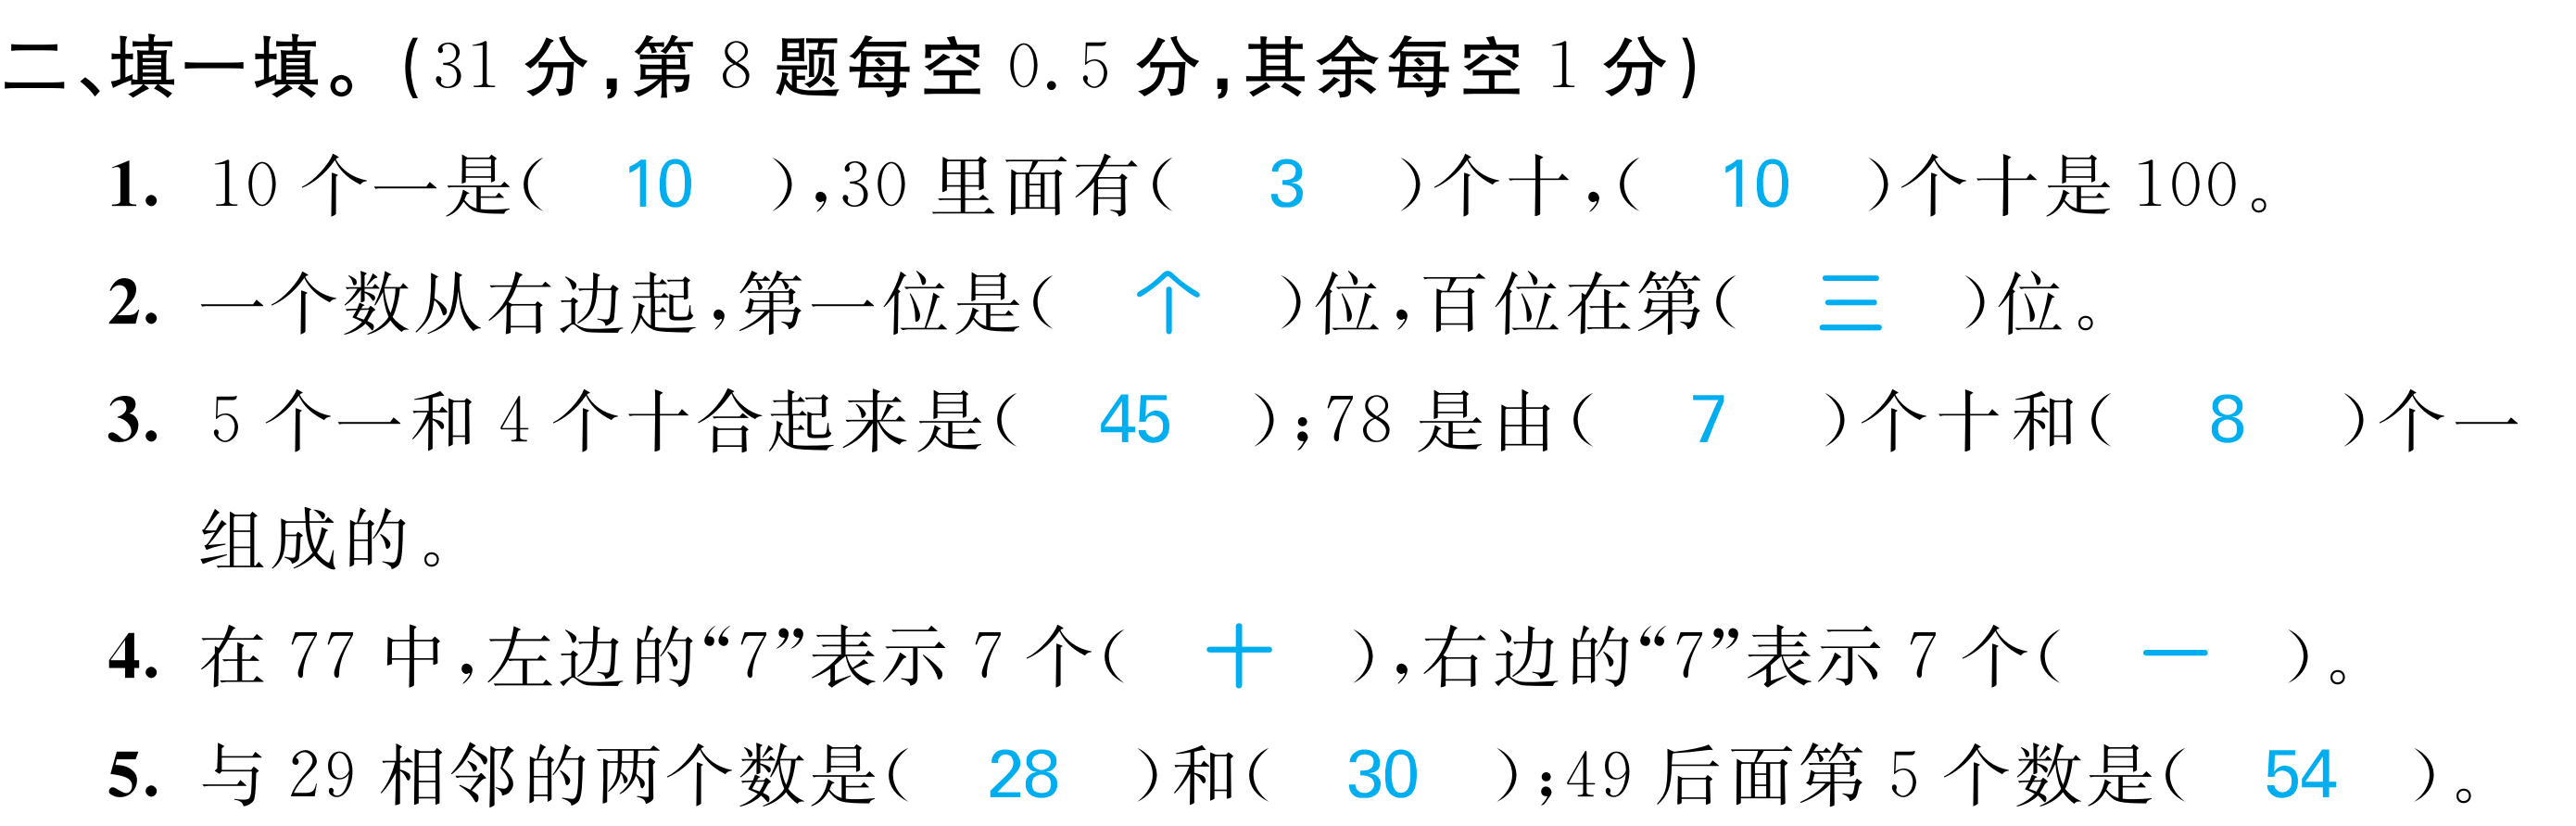 二、填一填。(31 分,第 8 题每空 0.5 分,其余每空 1 分)
1. 10 个一是( 10 ),30 里面有( 3 )个十,( 10 )个十是 100。
2. 一个数从右边起,第一位是( 个 )位,百位在第( 三 )位。
3. 5 个一和 4 个十合起来是( 45 );78 是由( 7 )个十和( 8 )个一
组成的。
4. 在 77 中,左边的“7”表示 7 个( 十 ),右边的“7”表示 7 个( 一 )。
5. 与 29 相邻的两个数是( 28 )和( 30 );49 后面第 5 个数是( 54 )。